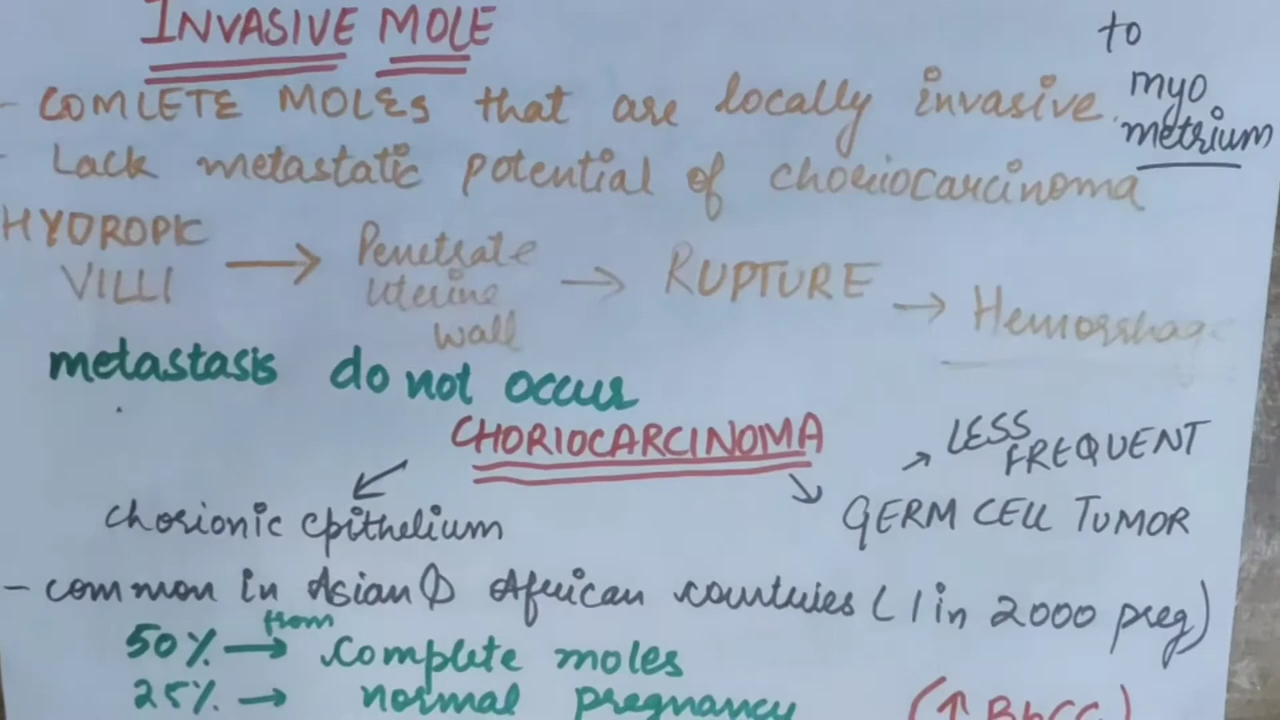 INVASIVE MOLE
- COMLETE MOLES that are locally invasive. to myo metrium
- Lack metastatic potential of choriocarcinoma
HYDROPIC VILLI → Penetrate uterine wall → RUPTURE → Hemorrhag
metastasis do not occur
CHORIOCARCINOMA
chorionic epithelium
→ LESS FREQUENT
GERM CELL TUMOR
- common in Asian & African countries (1 in 2000 preg)
50% → from complete moles
25% → normal pregnancy (↑ BhCG)